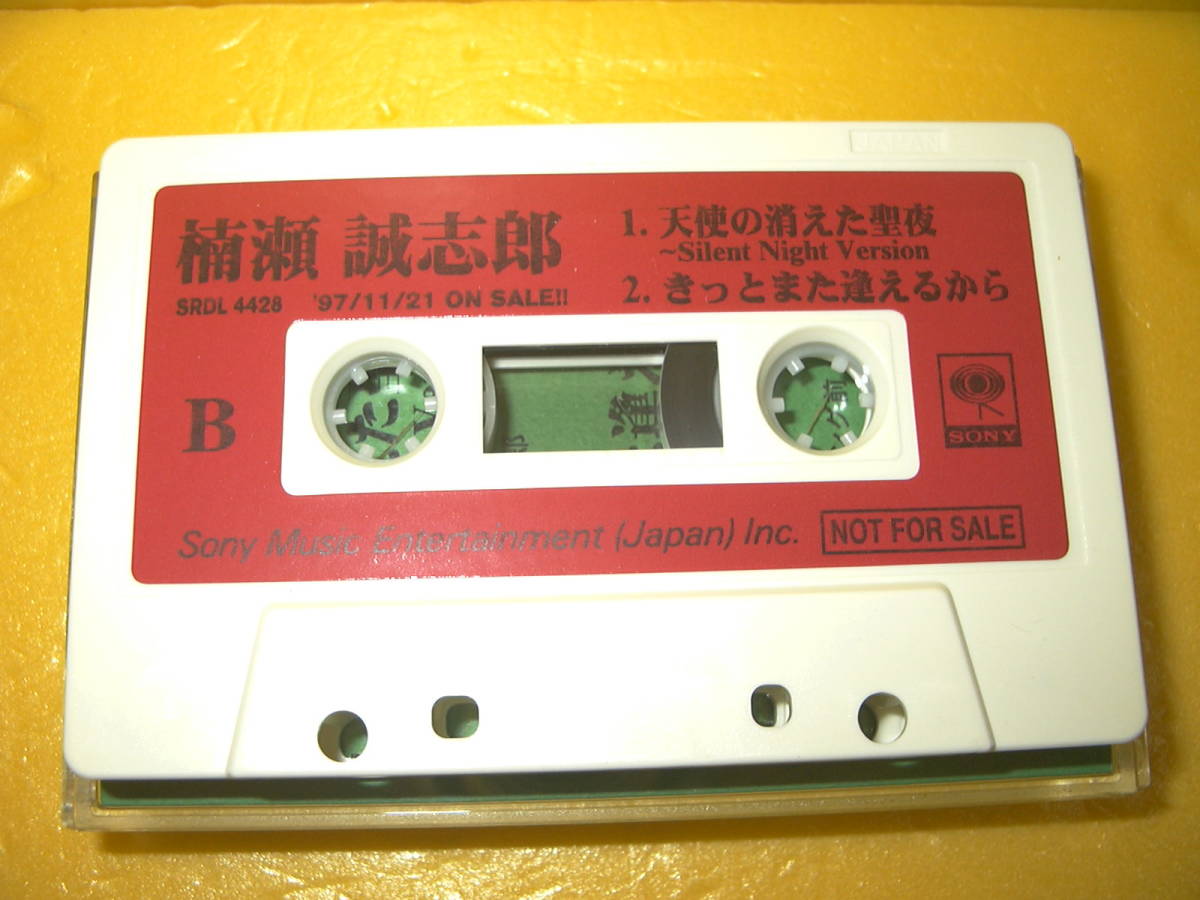 JAPAN
楠瀬 誠志郎
SRDL 4428 '97/11/21 ON SALE!!
1. 天使の消えた聖夜
~Silent Night Version
2. きっとまた逢えるから
B
SONY
Sony Music Entertainment (Japan) Inc.
NOT FOR SALE